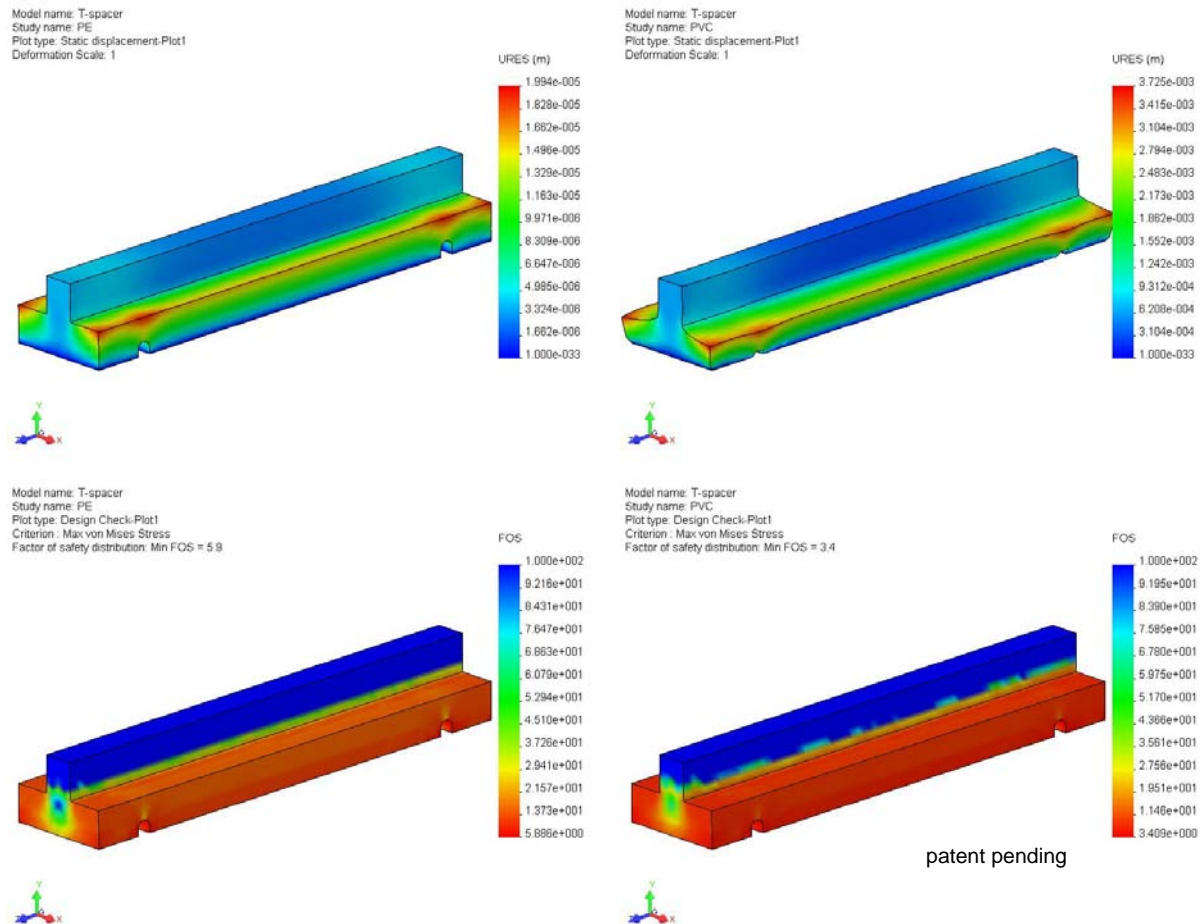 Model name: T-spacer
Study name: PE
Plot type: Static displacement-Plot1
Deformation Scale: 1
URES (m)
1.994e-005
1.828e-005
1.662e-005
1.496e-005
1.329e-005
1.163e-005
9.971e-006
8.309e-006
6.647e-006
4.985e-006
3.324e-006
1.662e-006
1.000e-033
Y
Z
X
Model name: T-spacer
Study name: PVC
Plot type: Static displacement-Plot1
Deformation Scale: 1
URES (m)
3.725e-003
3.415e-003
3.104e-003
2.794e-003
2.483e-003
2.173e-003
1.862e-003
1.552e-003
1.242e-003
9.312e-004
6.208e-004
3.104e-004
1.000e-033
Y
Z
X
Model name: T-spacer
Study name: PE
Plot type: Design Check-Plot1
Criterion : Max von Mises Stress
Factor of safety distribution: Min FOS = 5.9
FOS
1.000e+002
9.216e+001
8.431e+001
7.647e+001
6.863e+001
6.079e+001
5.294e+001
4.510e+001
3.726e+001
2.941e+001
2.157e+001
1.373e+001
5.886e+000
Y
Z
X
Model name: T-spacer
Study name: PVC
Plot type: Design Check-Plot1
Criterion : Max von Mises Stress
Factor of safety distribution: Min FOS = 3.4
FOS
1.000e+002
9.195e+001
8.390e+001
7.585e+001
6.780e+001
5.975e+001
5.170e+001
4.366e+001
3.561e+001
2.756e+001
1.951e+001
1.146e+001
3.409e+000
patent pending
Y
Z
X